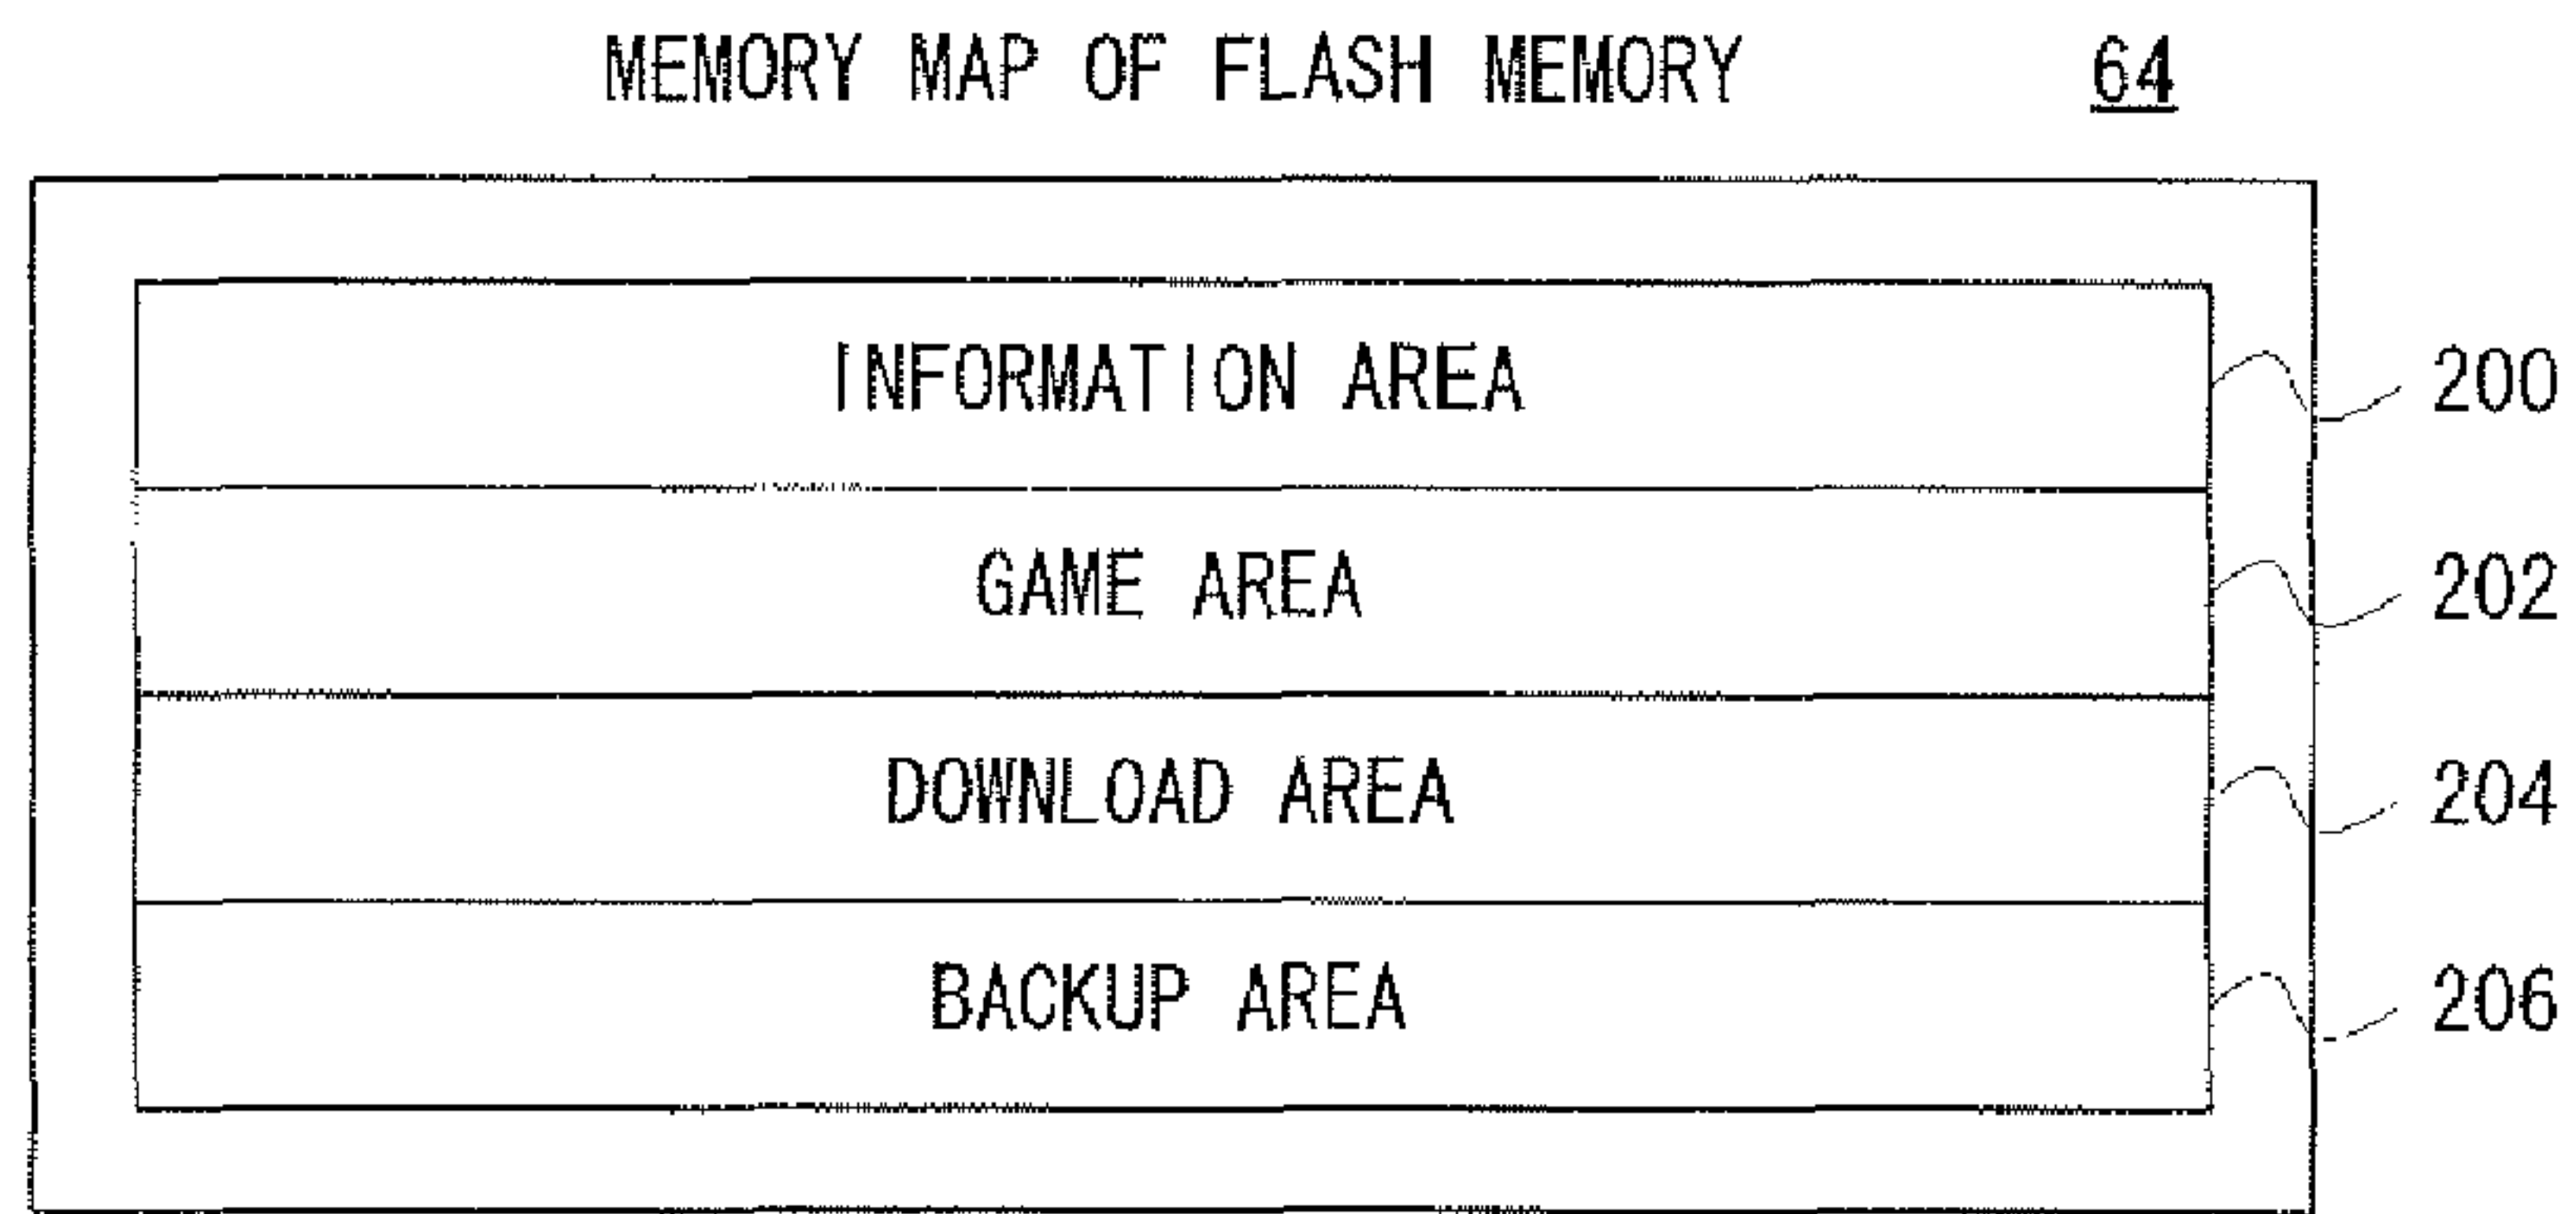 MEMORY MAP OF FLASH MEMORY 64
INFORMATION AREA 200
GAME AREA 202
DOWNLOAD AREA 204
BACKUP AREA 206